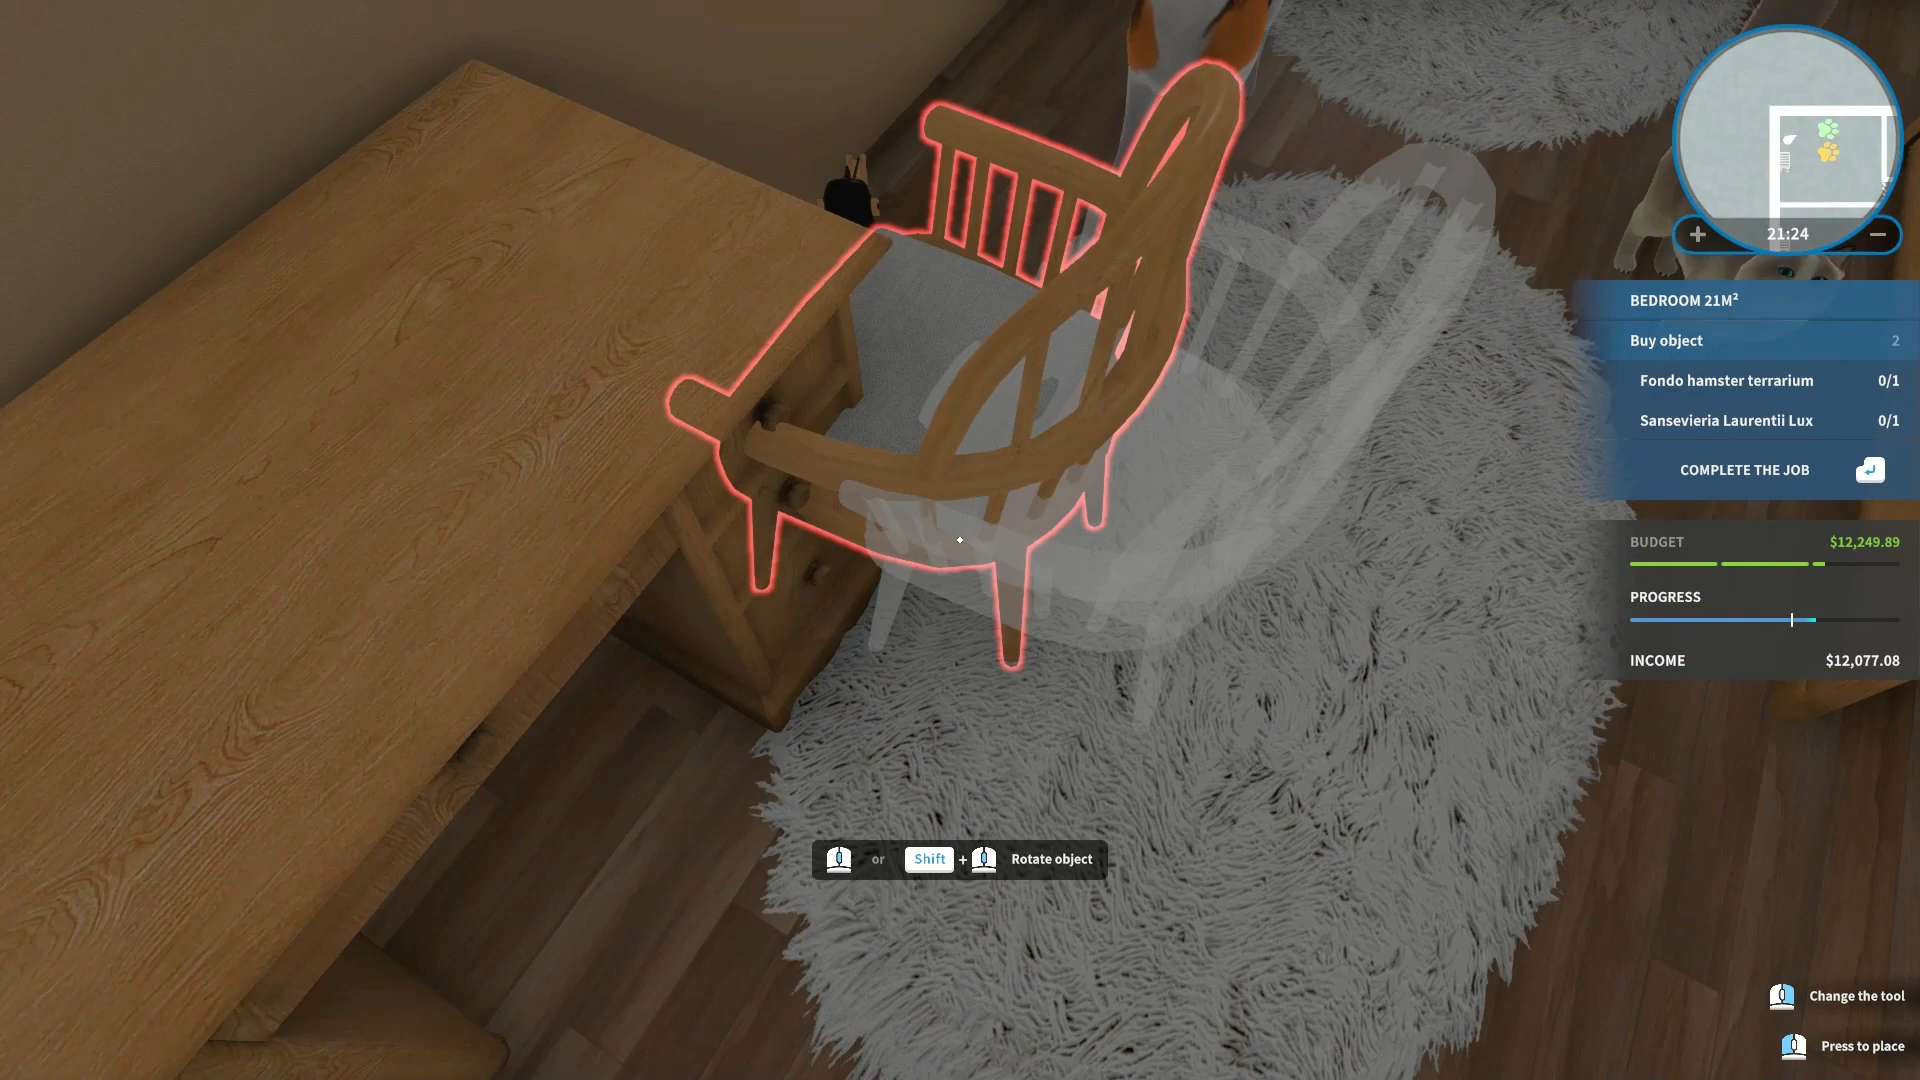 21:24
BEDROOM 21M²
Buy object 2
Fondo hamster terrarium 0/1
Sansevieria Laurentii Lux 0/1
COMPLETE THE JOB
BUDGET $12,249.89
PROGRESS
INCOME $12,077.08
or Shift + Rotate object
Change the tool
Press to place